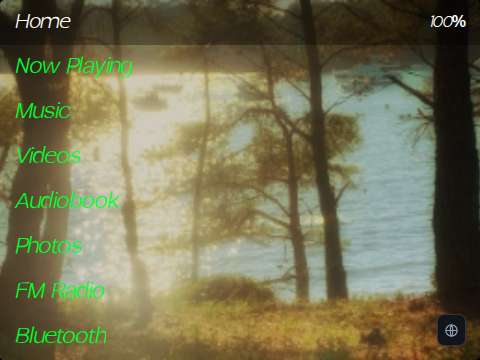 Home
100%
Now Playing
Music
Videos
Audiobook
Photos
FM Radio
Bluetooth